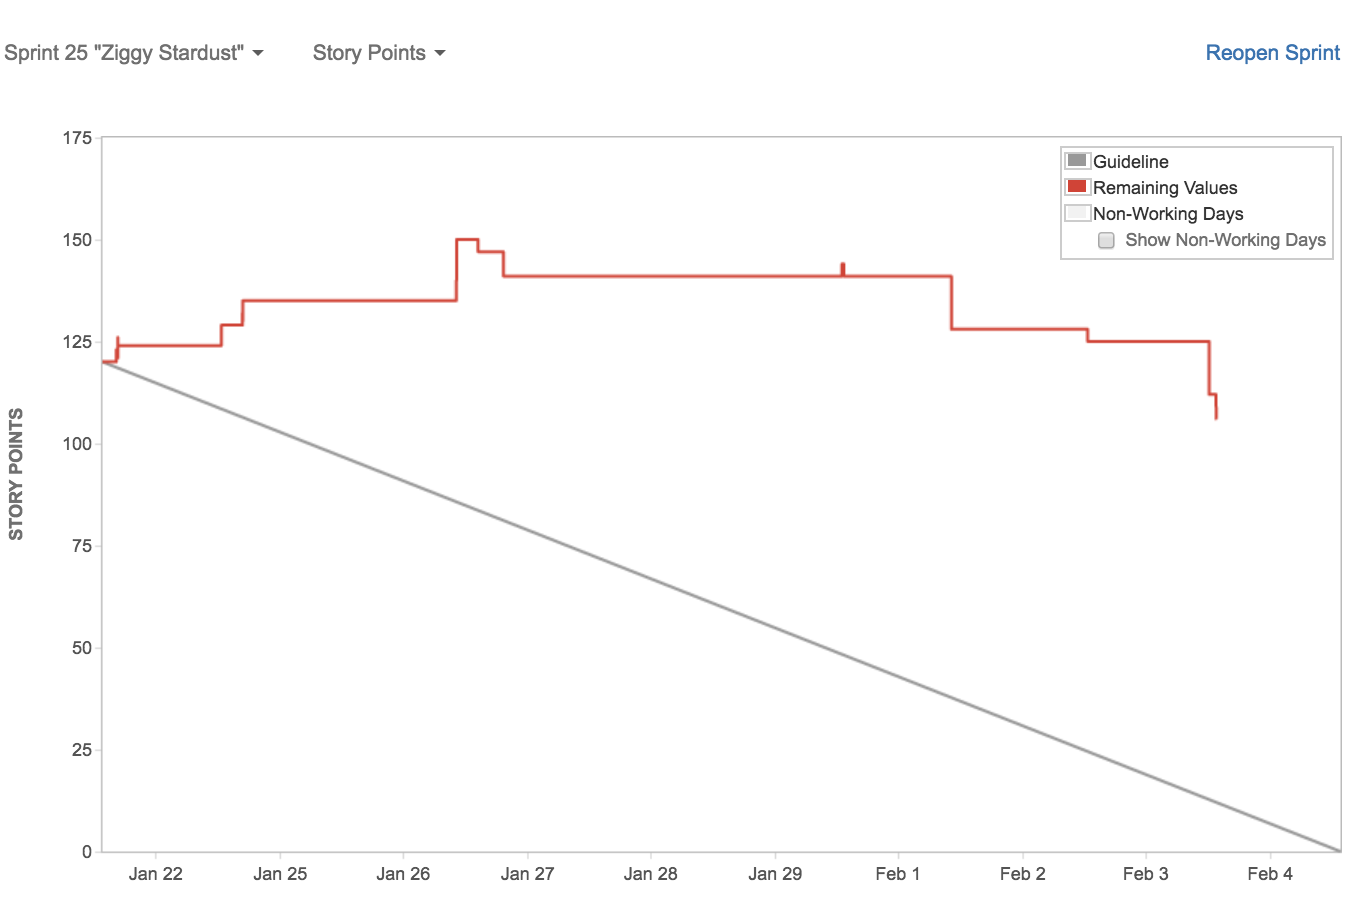 Sprint 25 "Ziggy Stardust" Story Points Reopen Sprint
175
Guideline
Remaining Values
Non-Working Days
Show Non-Working Days
150
125
100
75
50
25
0
STORY POINTS
Jan 22 Jan 25 Jan 26 Jan 27 Jan 28 Jan 29 Feb 1 Feb 2 Feb 3 Feb 4